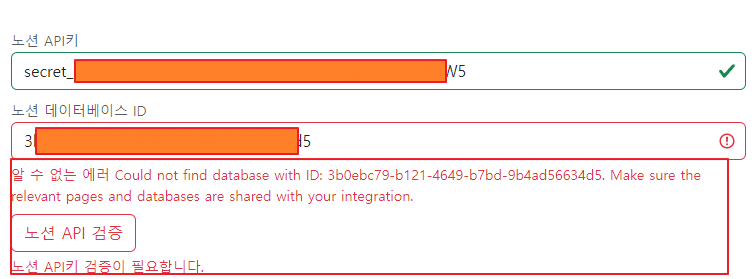 노션 API키
secret_ W5
노션 데이터베이스 ID
3 d5
알 수 없는 에러 Could not find database with ID: 3b0ebc79-b121-4649-b7bd-9b4ad56634d5. Make sure the
relevant pages and databases are shared with your integration.
노션 API 검증
노션 API키 검증이 필요합니다.